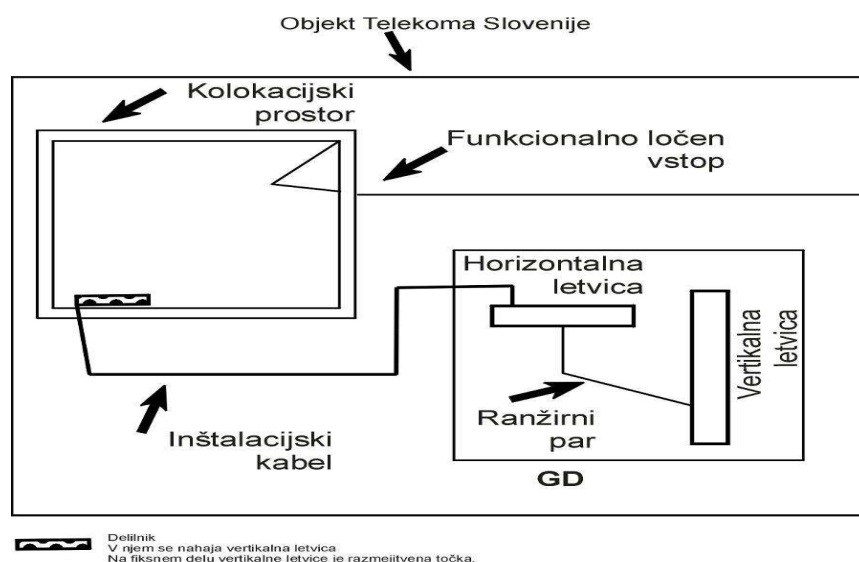 Objekt Telekoma Slovenije
Kolokacijski
prostor
Funkcionalno ločen
vstop
Horizontalna
letvica
Vertikalna
letvica
Ranžirni
par
Inštalacijski
kabel
GD
Delilnik
V njem se nahaja vertikalna letvica
Na fiksnem delu vertikalne letvice je razmejitvena točka.